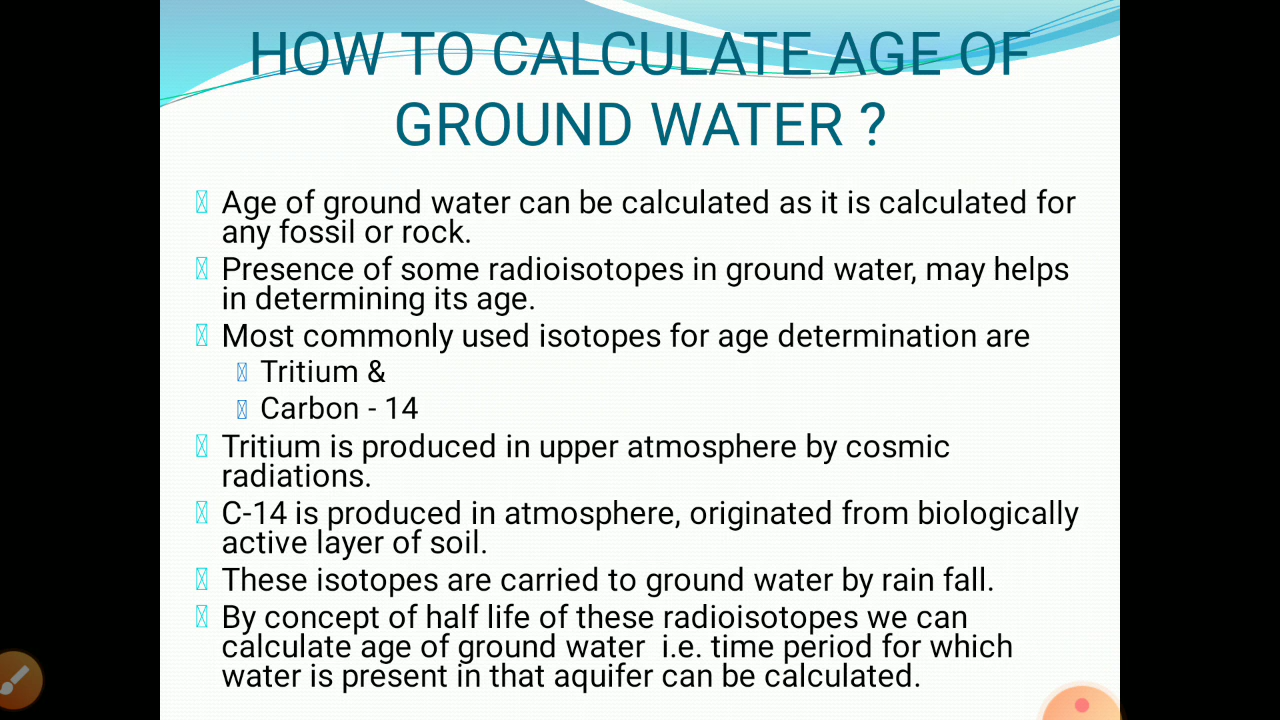 HOW TO CALCULATE AGE OF
GROUND WATER ?
Age of ground water can be calculated as it is calculated for
any fossil or rock.
Presence of some radioisotopes in ground water, may helps
in determining its age.
Most commonly used isotopes for age determination are
Tritium &
Carbon - 14
Tritium is produced in upper atmosphere by cosmic
radiations.
C-14 is produced in atmosphere, originated from biologically
active layer of soil.
These isotopes are carried to ground water by rain fall.
By concept of half life of these radioisotopes we can
calculate age of ground water  i.e. time period for which
water is present in that aquifer can be calculated.